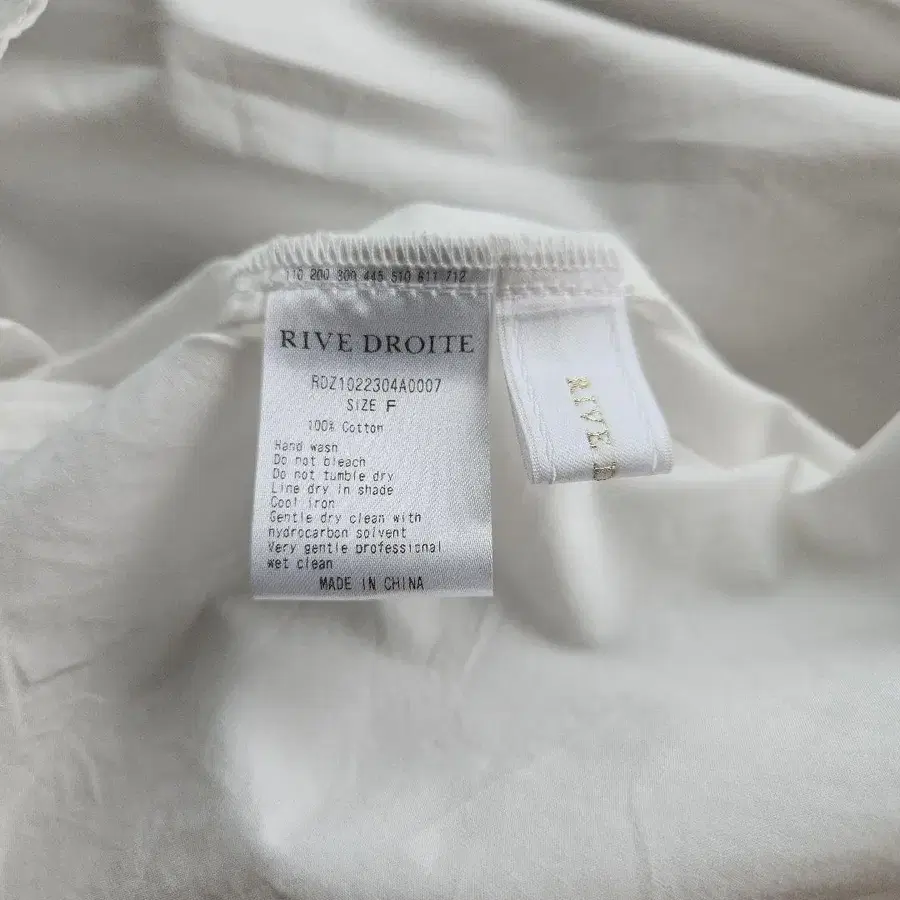 110 200 309 445 510 611 712
RIVE DROITE
RDZ1022304A0007
SIZE F
100% Cotton
Hand wash
Do not bleach
Do not tumble dry
Line dry in shade
Cool iron
Gentle dry clean with
hydrocarbon solvent
Very gentle professional
wet clean
MADE IN CHINA
RIVE D